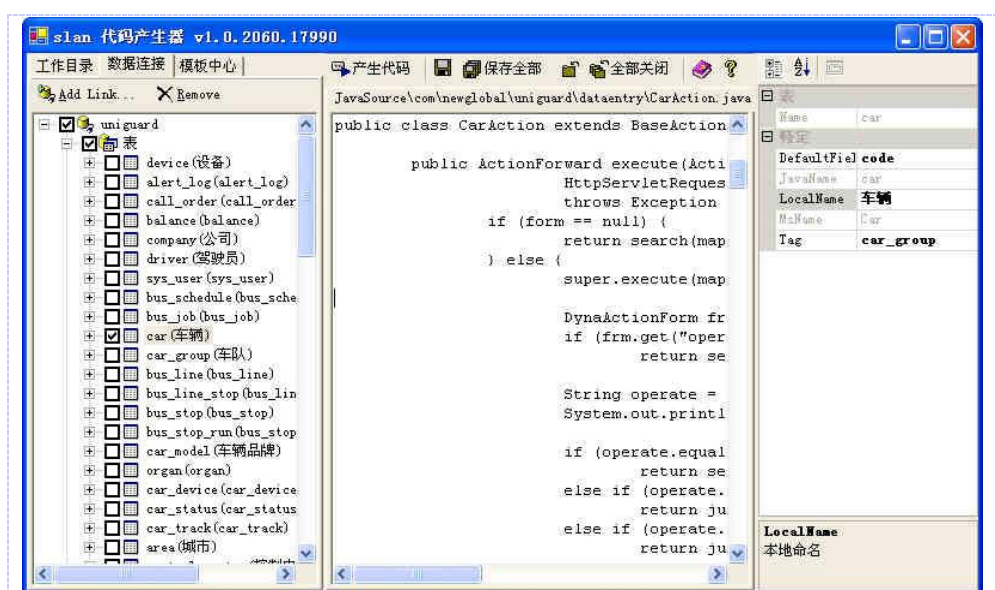 slan 代码产生器 v1.0.2060.17990
工作目录 数据连接 模板中心
产生代码 保存全部 全部关闭
Add Link... Remove
JavaSource\com\newglobal\uniguard\dataentry\CarAction.java
uniguard
表
device(设备)
alert_log(alert_log)
call_order(call_order
balance(balance)
company(公司)
driver(驾驶员)
sys_user(sys_user)
bus_schedule(bus_sche
bus_job(bus_job)
car(车辆)
car_group(车队)
bus_line(bus_line)
bus_line_stop(bus_lin
bus_stop(bus_stop)
bus_stop_run(bus_stop
car_model(车辆品牌)
organ(organ)
car_device(car_device
car_status(car_status
car_track(car_track)
area(城市)
public class CarAction extends BaseAction
public ActionForward execute(Acti
HttpServletReques
throws Exception
if (form == null) {
return search(map
} else {
super.execute(map
DynaActionForm fr
if (frm.get("oper
return se
String operate =
System.out.printl
if (operate.equal
return se
else if (operate.
return ju
else if (operate.
return ju
表
Name car
特定
DefaultFiel code
JavaName car
LocalName 车辆
MzName Car
Tag car_group
LocalName
本地命名